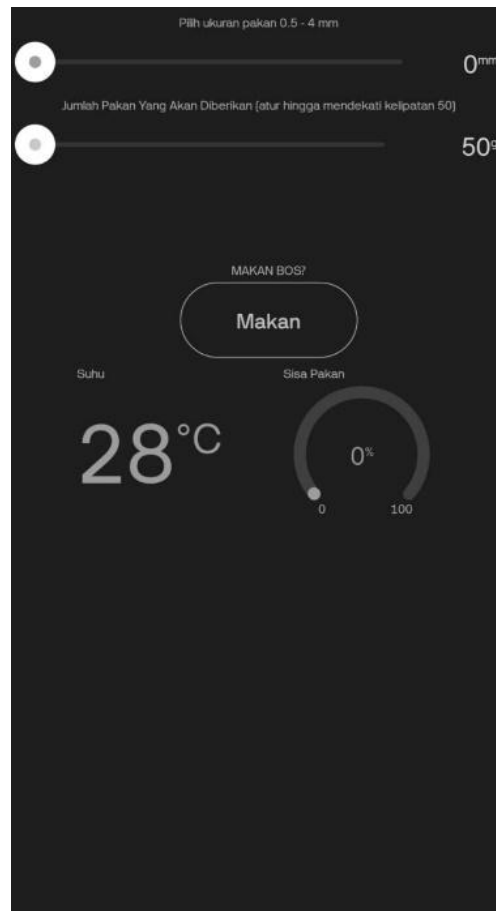 Pilih ukuran pakan 0.5 - 4 mm
0mm
Jumlah Pakan Yang Akan Diberikan (atur hingga mendekati kelipatan 50)
50g
MAKAN BOS?
Makan
Suhu
Sisa Pakan
28°C
0%
0
100